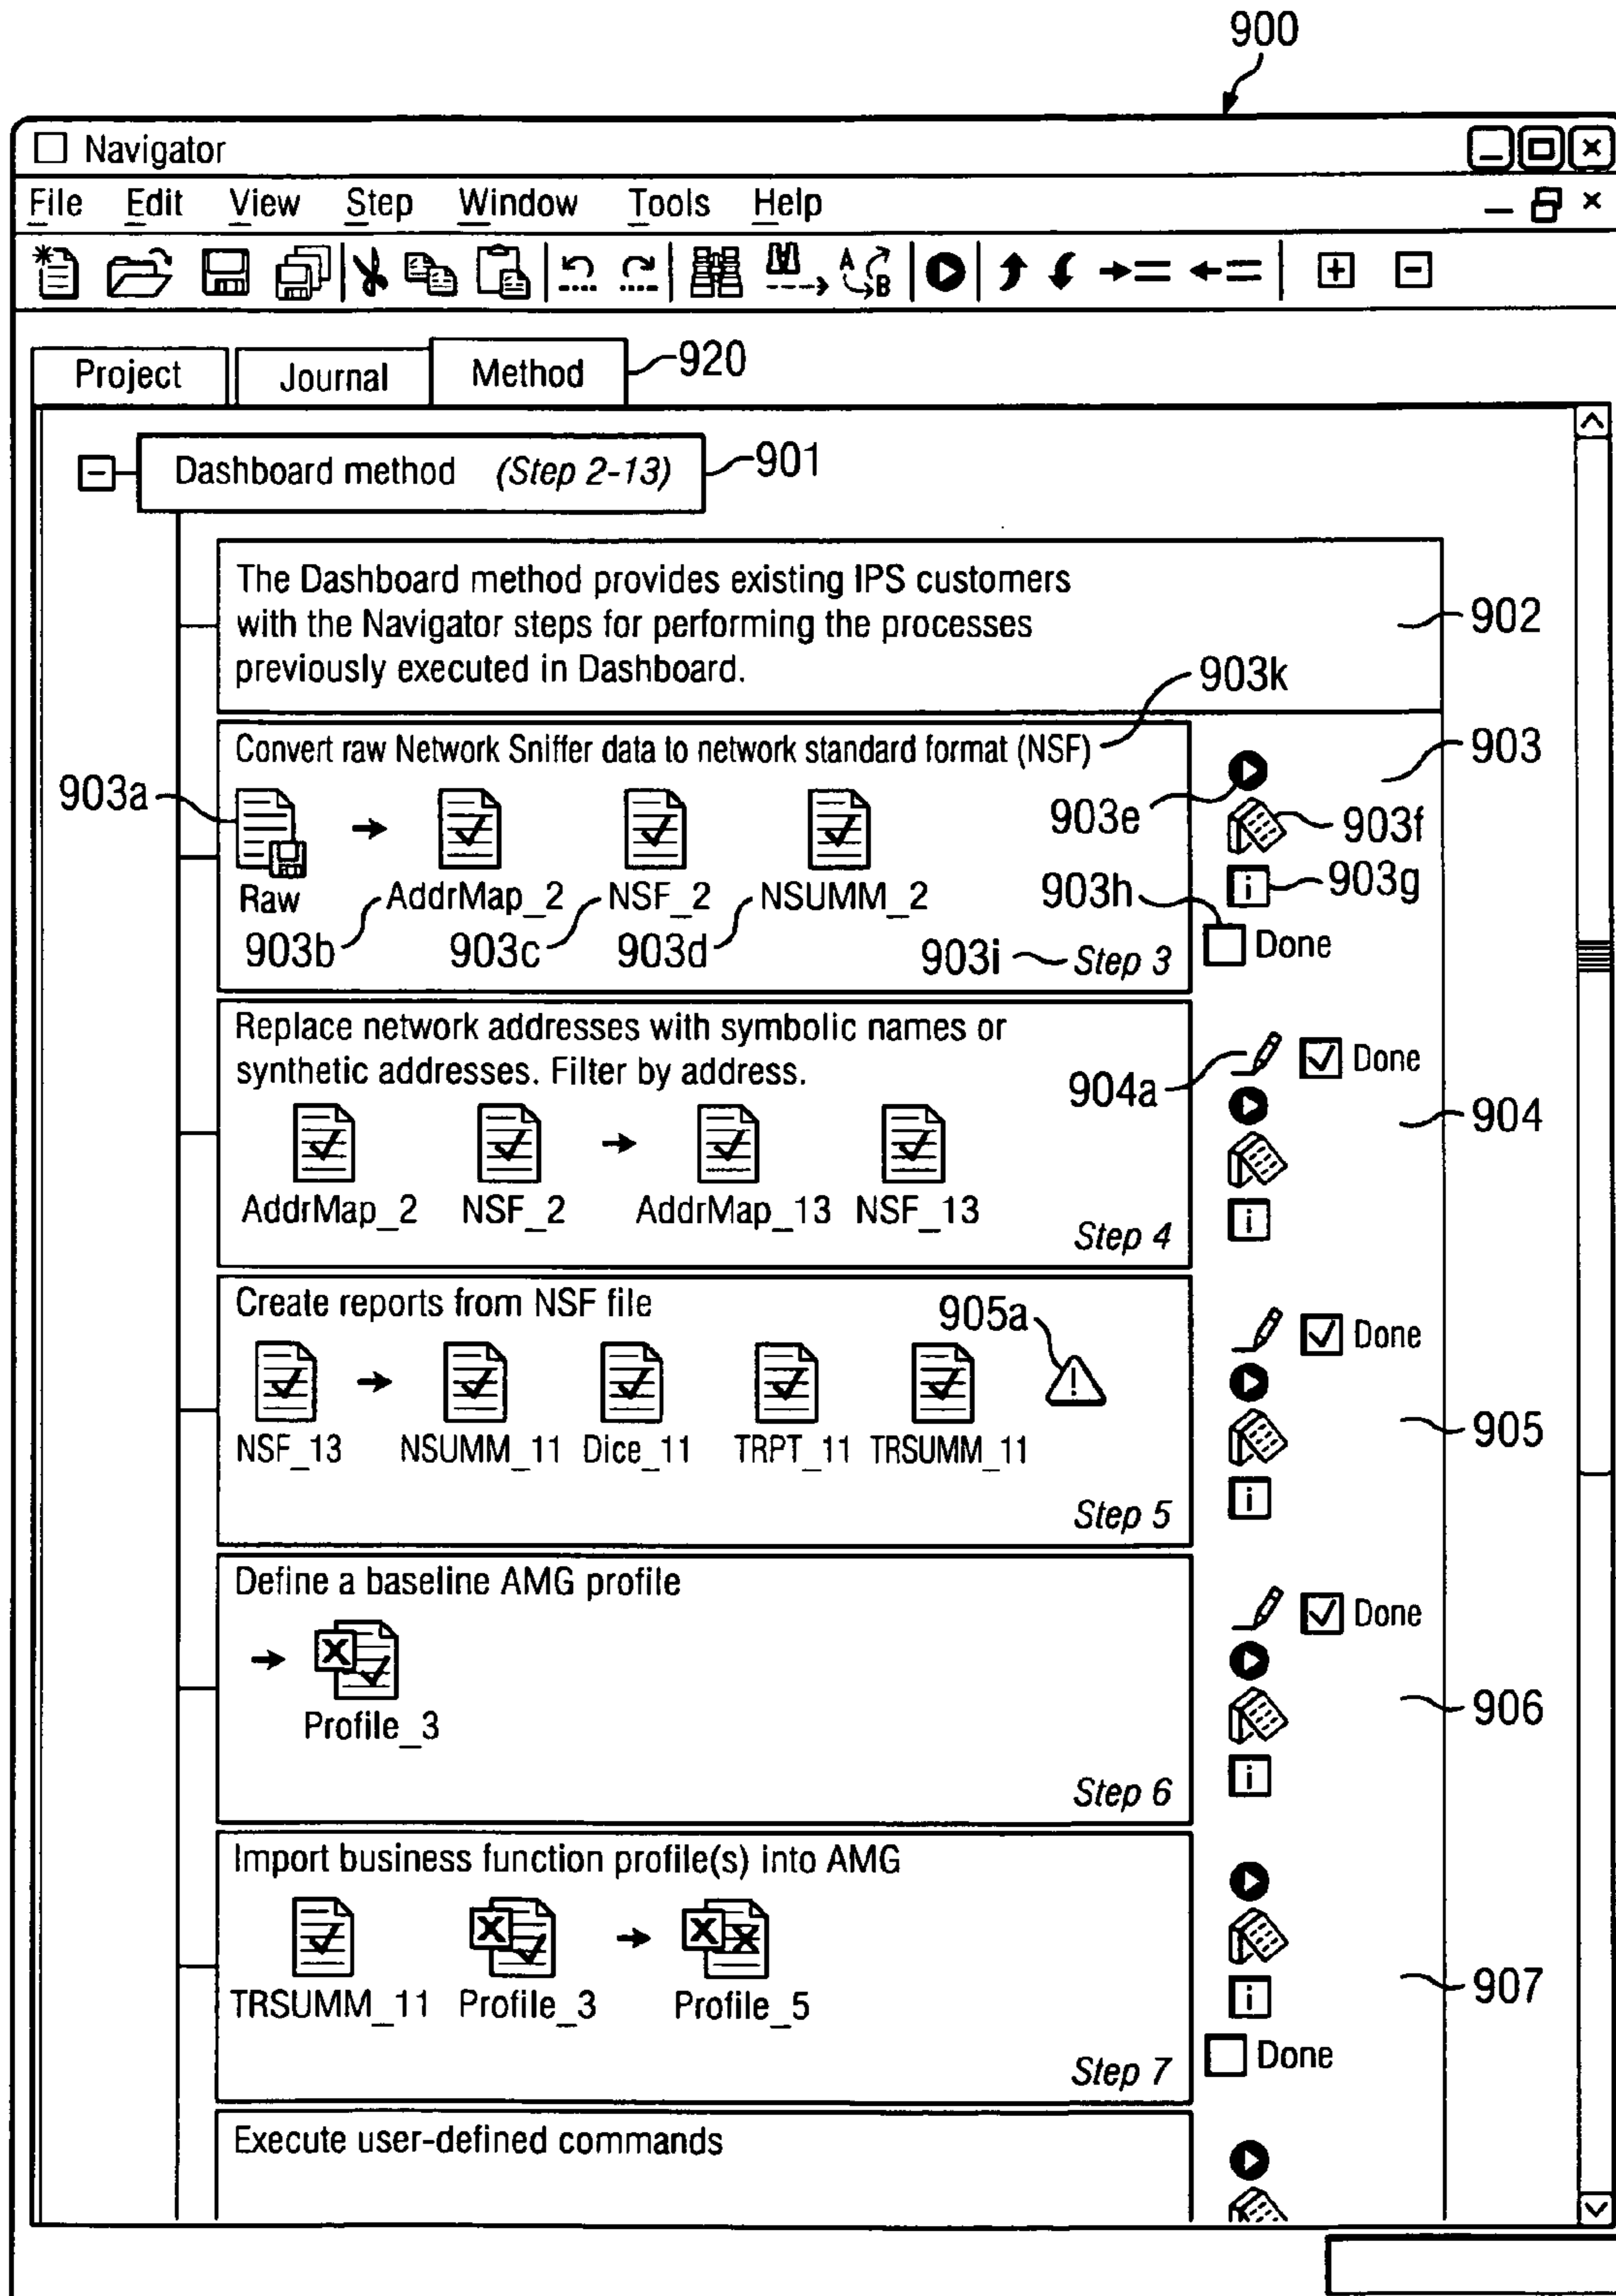 900
Navigator
File Edit View Step Window Tools Help
A B
Project Journal Method 920
Dashboard method (Step 2-13) 901
The Dashboard method provides existing IPS customers
with the Navigator steps for performing the processes
previously executed in Dashboard.
902
903k
Convert raw Network Sniffer data to network standard format (NSF)
903
903a
903e
903f
Raw AddrMap_2 NSF_2 NSUMM_2
903h
903g
903b 903c 903d 903i Step 3
Done
Replace network addresses with symbolic names or
synthetic addresses. Filter by address.
904a
Done
904
AddrMap_2 NSF_2 AddrMap_13 NSF_13
Step 4
Create reports from NSF file
905a
Done
905
NSF_13 NSUMM_11 Dice_11 TRPT_11 TRSUMM_11
Step 5
Define a baseline AMG profile
Done
906
Profile_3
Step 6
Import business function profile(s) into AMG
907
TRSUMM_11 Profile_3 Profile_5
Step 7
Done
Execute user-defined commands